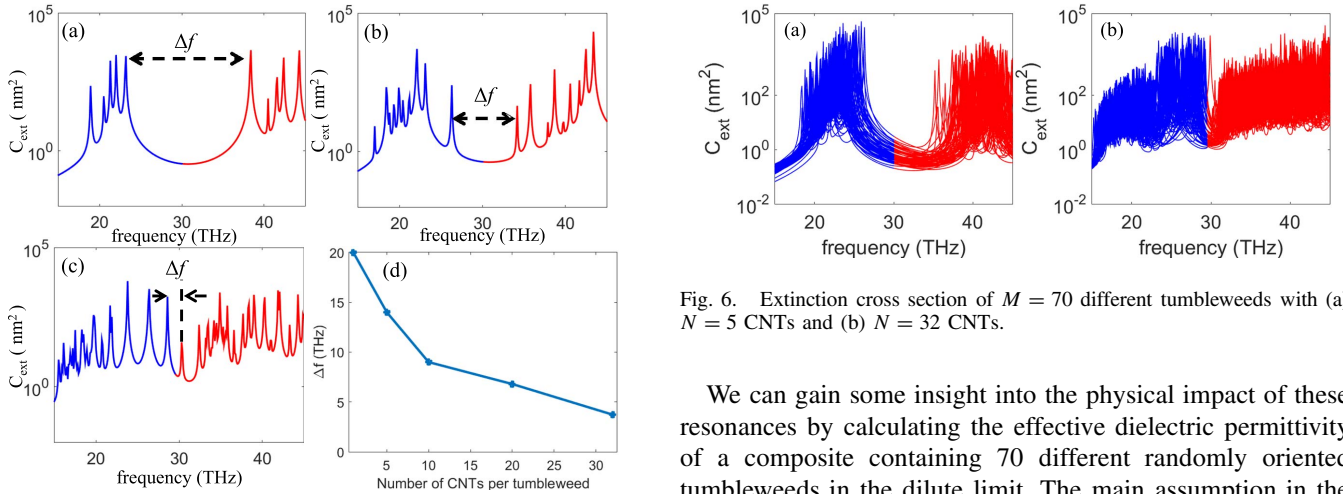 (a)
Δf
10^5
10^0
C_ext ( nm^2)
20 30 40
frequency (THz)
(b)
Δf
10^5
10^0
C_ext (nm^2)
20 30 40
frequency (THz)
(c)
Δf
10^5
10^0
C_ext ( nm^2)
20 30 40
frequency (THz)
(d)
20
15
10
5
0
Δf (THz)
5 10 15 20 25 30
Number of CNTs per tumbleweed
(a)
10^6
10^4
10^2
10^0
10^-2
C_ext (nm^2)
20 30 40
frequency (THz)
(b)
10^6
10^4
10^2
10^0
10^-2
C_ext (nm^2)
20 30 40
frequency (THz)
Fig. 6. Extinction cross section of M = 70 different tumbleweeds with (a)
N = 5 CNTs and (b) N = 32 CNTs.
We can gain some insight into the physical impact of these
resonances by calculating the effective dielectric permittivity
of a composite containing 70 different randomly oriented
tumbleweeds in the dilute limit. The main assumption in the